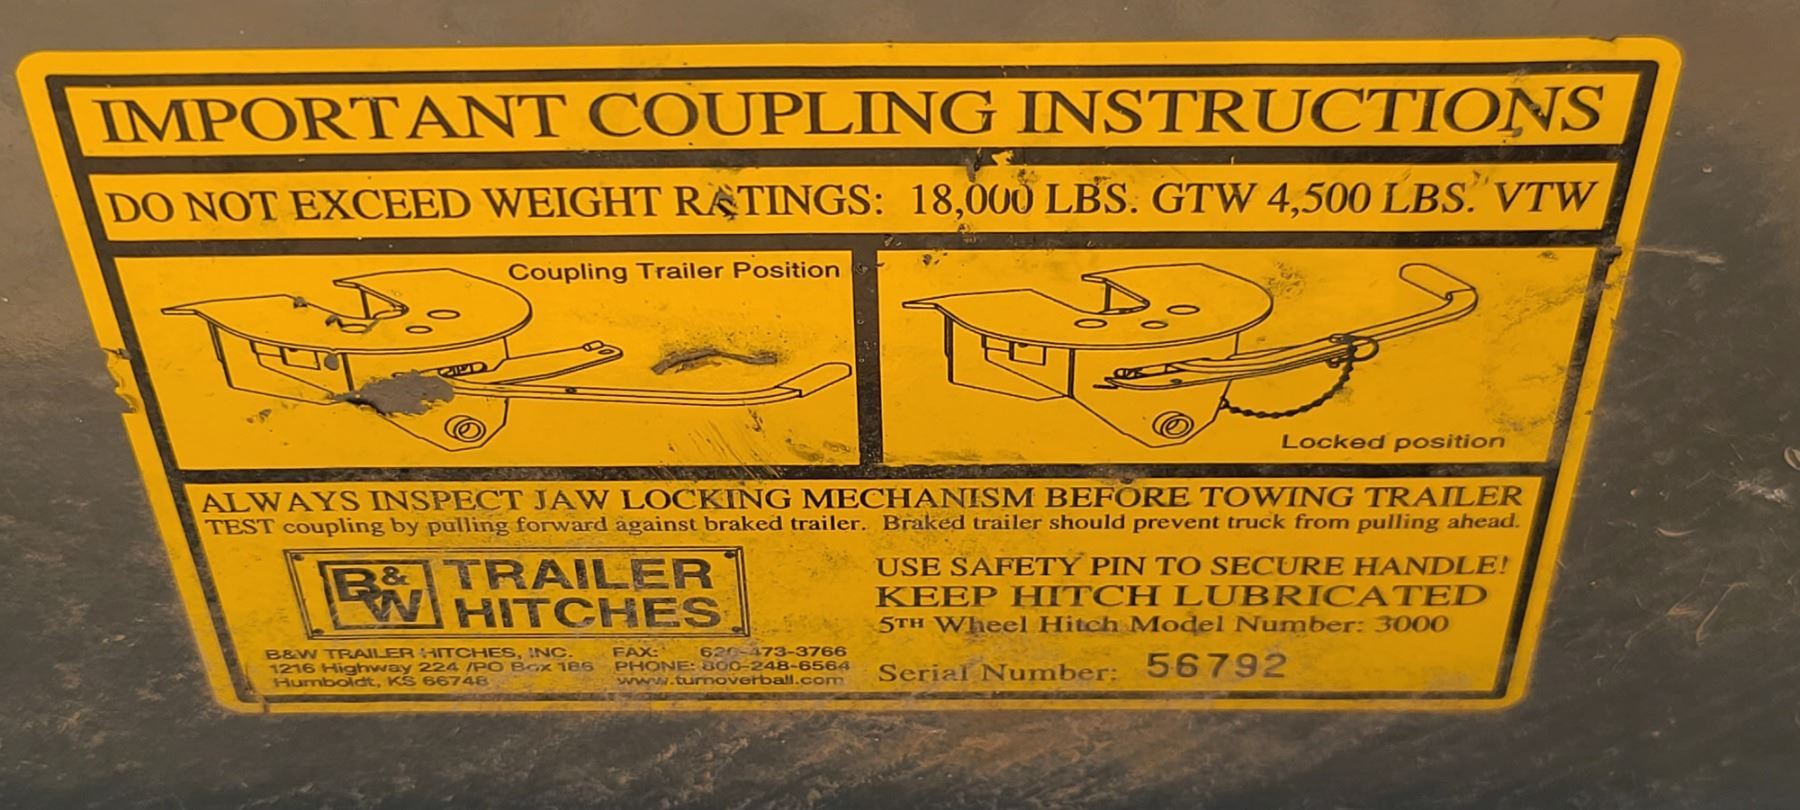 IMPORTANT COUPLING INSTRUCTIONS
DO NOT EXCEED WEIGHT RATINGS: 18,000 LBS. GTW 4,500 LBS. VTW
Coupling Trailer Position
Locked position
ALWAYS INSPECT JAW LOCKING MECHANISM BEFORE TOWING TRAILER
TEST coupling by pulling forward against braked trailer. Braked trailer should prevent truck from pulling ahead.
B&W TRAILER HITCHES
B&W TRAILER HITCHES, INC.
1216 Highway 224 /PO Box 186
Humboldt, KS 66748
FAX: 620-473-3766
PHONE: 800-248-6564
www.turnoverball.com
USE SAFETY PIN TO SECURE HANDLE!
KEEP HITCH LUBRICATED
5TH Wheel Hitch Model Number: 3000
Serial Number: 56792